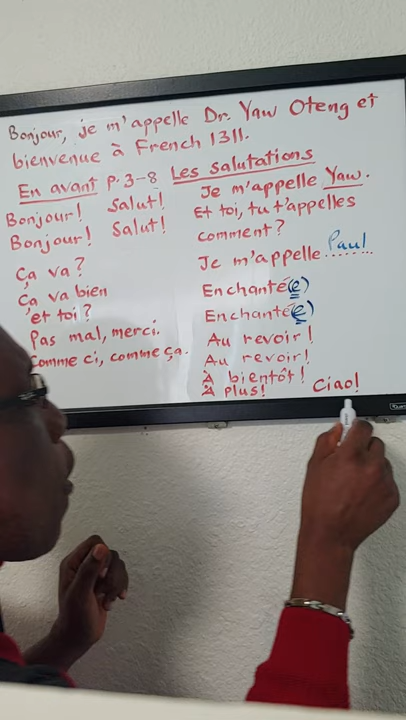 Bonjour, je m'appelle Dr. Yaw Oteng et
bienvenue à French 1311.
En avant p.3-8 Les salutations
Bonjour! Salut!
Bonjour! Salut!
Ça va?
Ça va bien
et toi?
Pas mal, merci.
Comme ci, comme ça.
Je m'appelle Yaw.
Et toi, tu t'appelles
comment?
Je m'appelle Paul.......
Enchanté(e)
Enchanté(e)
Au revoir!
Au revoir!
À bientôt!
À plus! Ciao!